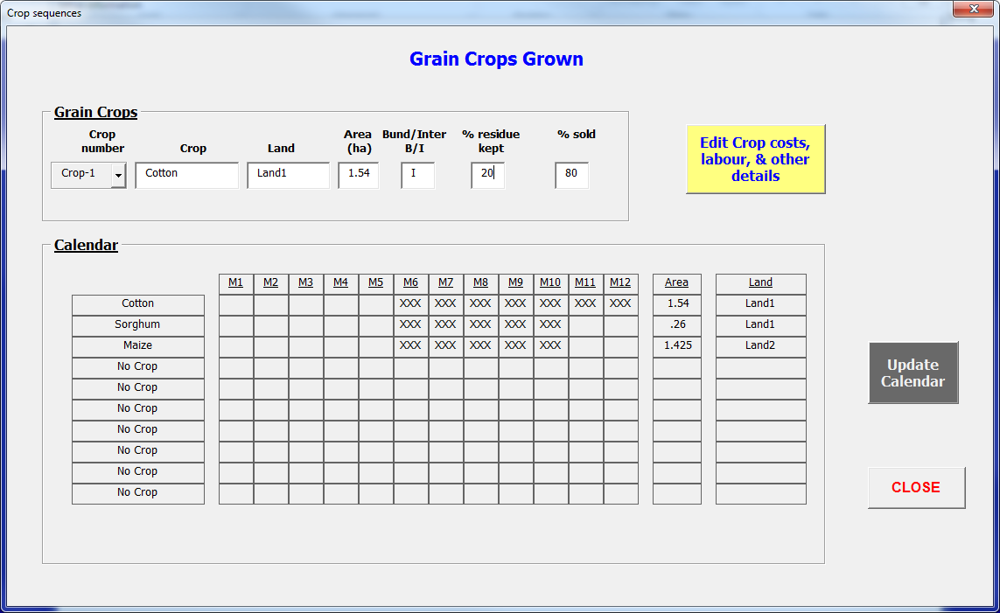 Crop sequences
Grain Crops Grown
Grain Crops
Crop number Crop Land Area (ha) Bund/Inter B/I % residue kept % sold
Crop-1 Cotton Land1 1.54 I 20 80
Edit Crop costs,
labour, & other
details
Calendar
M1 M2 M3 M4 M5 M6 M7 M8 M9 M10 M11 M12 Area Land
Cotton XXX XXX XXX XXX XXX XXX XXX 1.54 Land1
Sorghum XXX XXX XXX XXX XXX .26 Land1
Maize XXX XXX XXX XXX XXX 1.425 Land2
No Crop
No Crop
No Crop
No Crop
No Crop
No Crop
No Crop
Update
Calendar
CLOSE